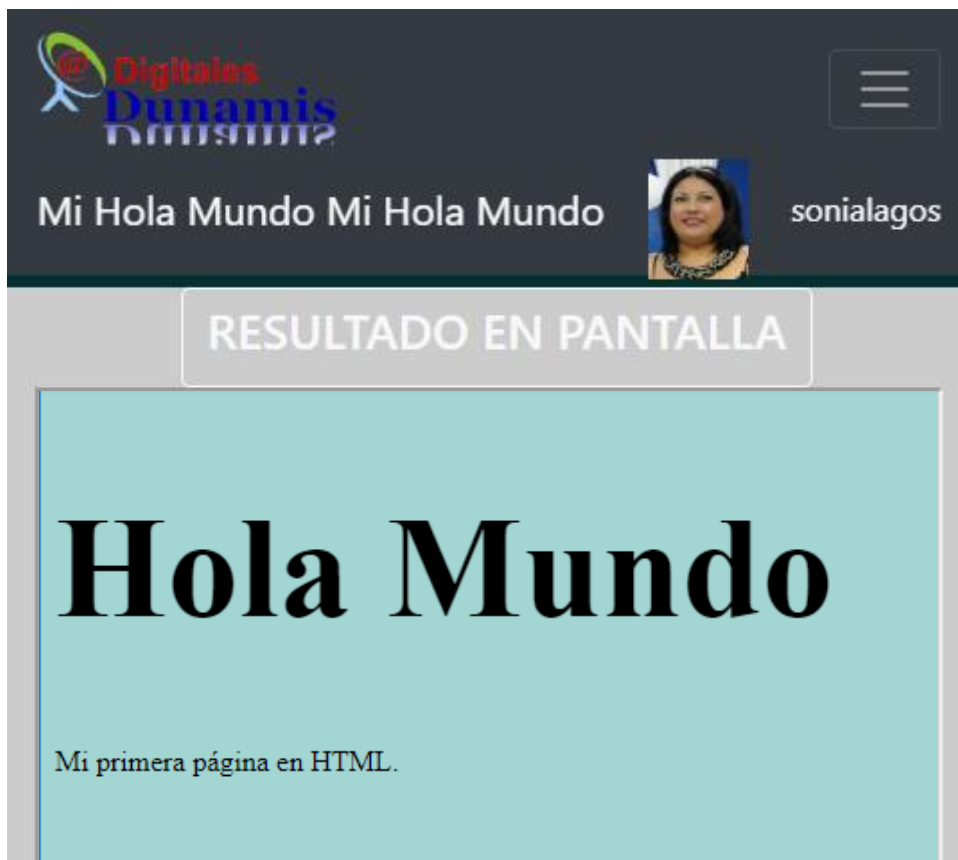 @ Digitales
Dunamis
Mi Hola Mundo Mi Hola Mundo
sonialagos
RESULTADO EN PANTALLA
Hola Mundo
Mi primera página en HTML.